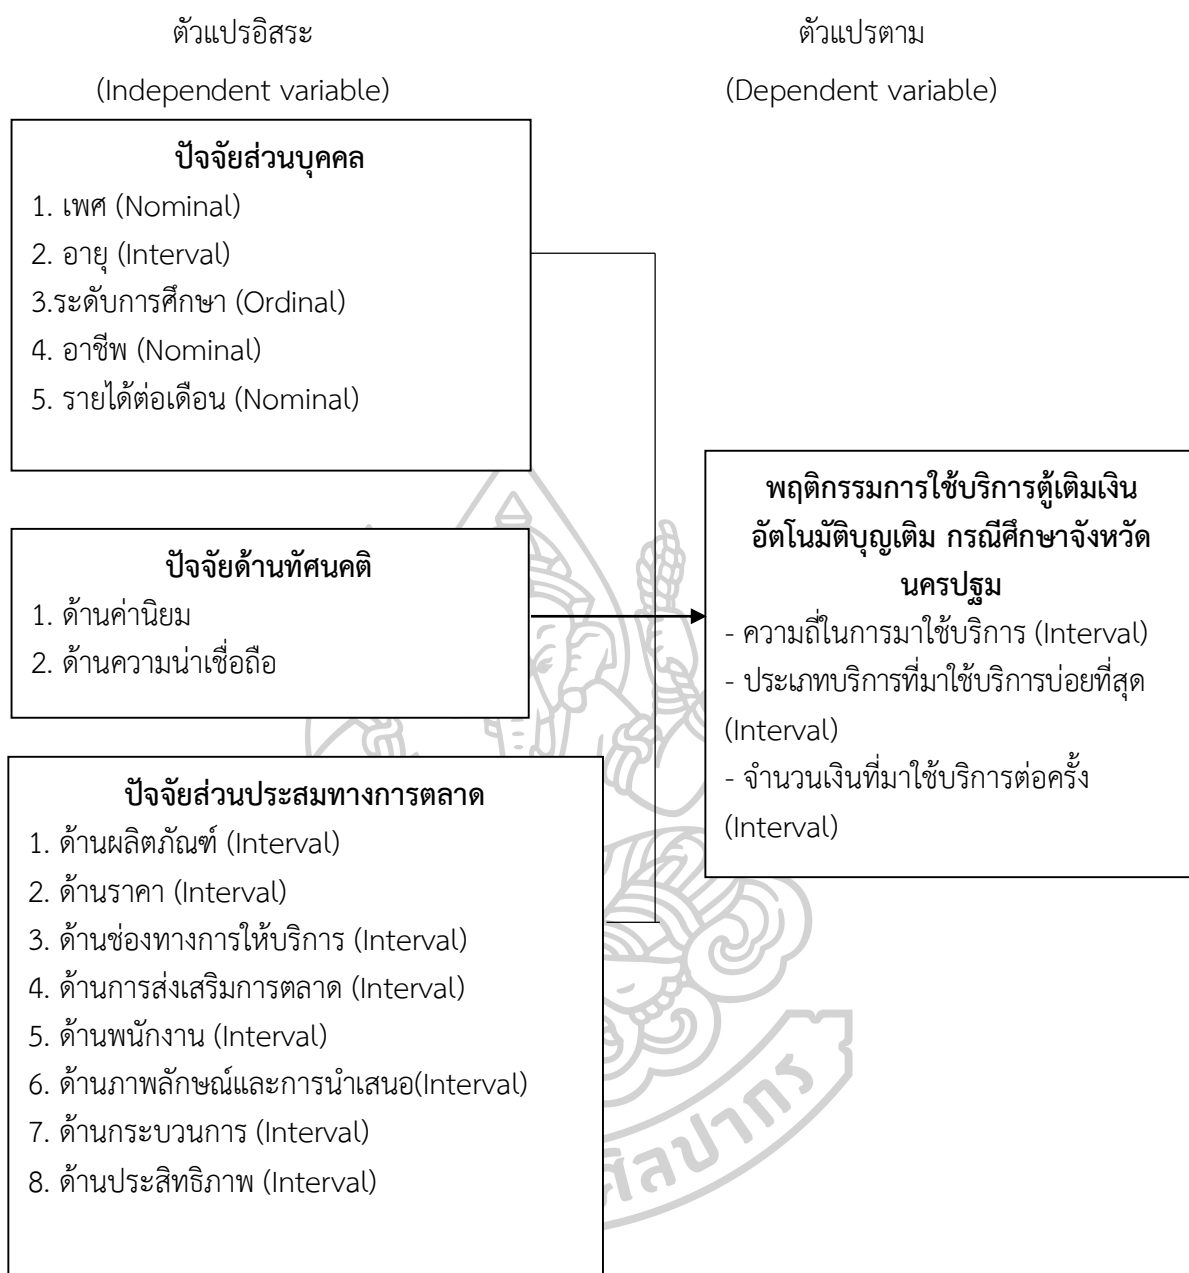 ตัวแปรอิสระ
(Independent variable)
ตัวแปรตาม
(Dependent variable)
ปัจจัยส่วนบุคคล
1. เพศ (Nominal)
2. อายุ (Interval)
3.ระดับการศึกษา (Ordinal)
4. อาชีพ (Nominal)
5. รายได้ต่อเดือน (Nominal)
ปัจจัยด้านทัศนคติ
1. ด้านค่านิยม
2. ด้านความน่าเชื่อถือ
ปัจจัยส่วนประสมทางการตลาด
1. ด้านผลิตภัณฑ์ (Interval)
2. ด้านราคา (Interval)
3. ด้านช่องทางการให้บริการ (Interval)
4. ด้านการส่งเสริมการตลาด (Interval)
5. ด้านพนักงาน (Interval)
6. ด้านภาพลักษณ์และการนำเสนอ(Interval)
7. ด้านกระบวนการ (Interval)
8. ด้านประสิทธิภาพ (Interval)
พฤติกรรมการใช้บริการตู้เติมเงิน
อัตโนมัติบุญเติม กรณีศึกษาจังหวัด
นครปฐม
- ความถี่ในการมาใช้บริการ (Interval)
- ประเภทบริการที่มาใช้บริการบ่อยที่สุด
(Interval)
- จำนวนเงินที่มาใช้บริการต่อครั้ง
(Interval)
ศิลปากร